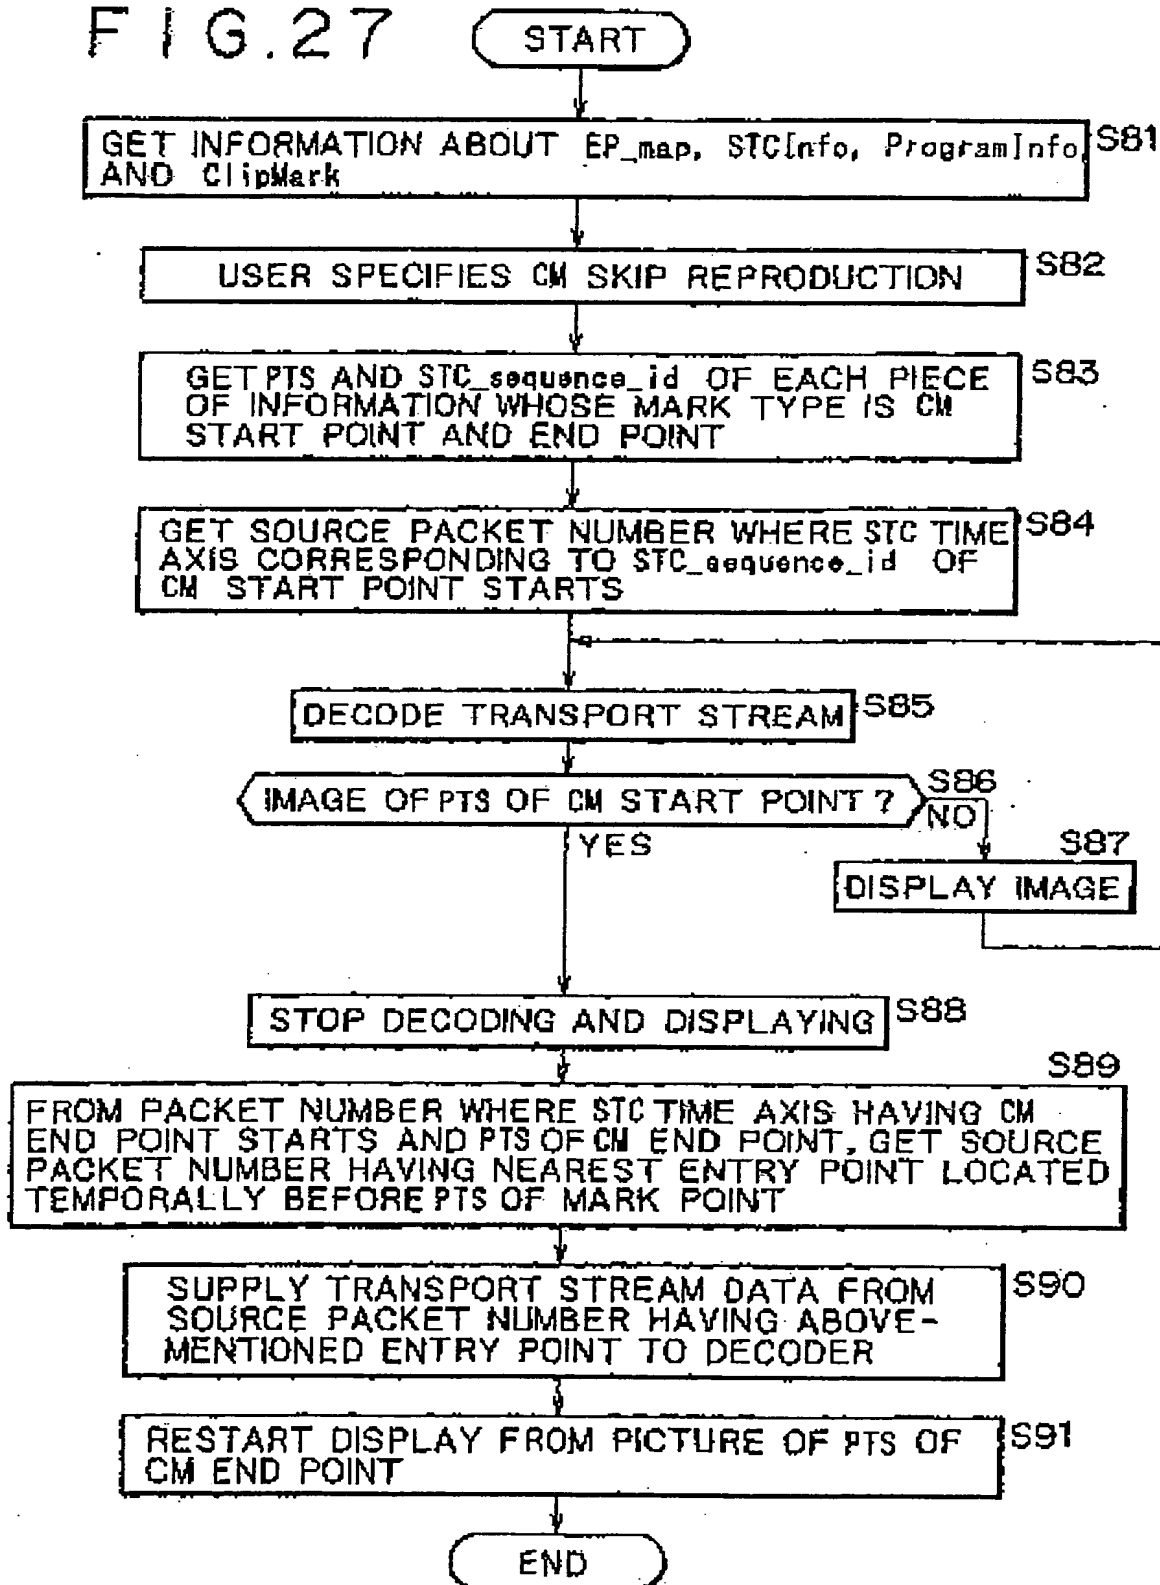 FIG.27
START
GET INFORMATION ABOUT EP_map, STCInfo, ProgramInfo,
AND ClipMark
S81
USER SPECIFIES CM SKIP REPRODUCTION
S82
GET PTS AND STC_sequence_id OF EACH PIECE
OF INFORMATION WHOSE MARK TYPE IS CM
START POINT AND END POINT
S83
GET SOURCE PACKET NUMBER WHERE STC TIME
AXIS CORRESPONDING TO STC_sequence_id OF
CM START POINT STARTS
S84
DECODE TRANSPORT STREAM
S85
IMAGE OF PTS OF CM START POINT?
S86
NO
YES
S87
DISPLAY IMAGE
STOP DECODING AND DISPLAYING
S88
S89
FROM PACKET NUMBER WHERE STC TIME AXIS HAVING CM
END POINT STARTS AND PTS OF CM END POINT, GET SOURCE
PACKET NUMBER HAVING NEAREST ENTRY POINT LOCATED
TEMPORALLY BEFORE PTS OF MARK POINT
SUPPLY TRANSPORT STREAM DATA FROM
SOURCE PACKET NUMBER HAVING ABOVE-
MENTIONED ENTRY POINT TO DECODER
S90
RESTART DISPLAY FROM PICTURE OF PTS OF
CM END POINT
S91
END